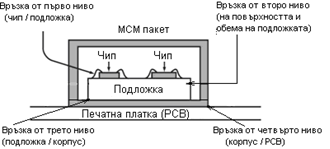 Връзка от първо ниво
(чип / подложка)
Връзка от второ ниво
(на повърхността и
обема на подложката)
МСМ пакет
Чип
Чип
Подложка
Печатна платка (PCB)
Връзка от трето ниво
(подложка / корпус)
Връзка от четвърто ниво
(корпус / PCB)